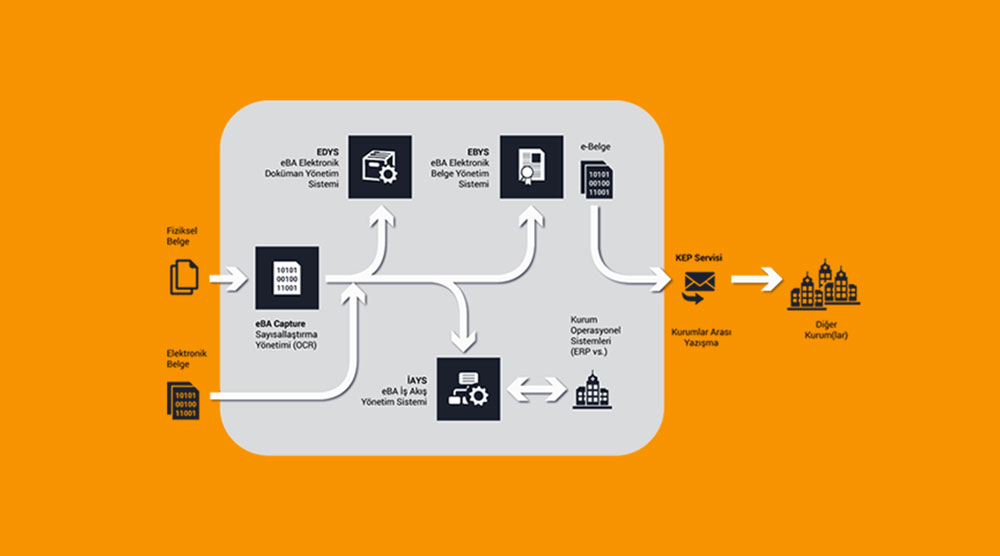 EDYS
eBA Elektronik
Doküman Yönetim
Sistemi
EBYS
eBA Elektronik
Belge Yönetim
Sistemi
e-Belge
10101
00100
11001
Fiziksel
Belge
10101
00100
11001
eBA Capture
Sayısallaştırma
Yönetimi (OCR)
KEP Servisi
Kurumlar Arası
Yazışma
Diğer
Kurum(lar)
Elektronik
Belge
10101
00100
11001
İAYS
eBA İş Akış
Yönetim Sistemi
Kurum
Operasyonel
Sistemleri
(ERP vs.)